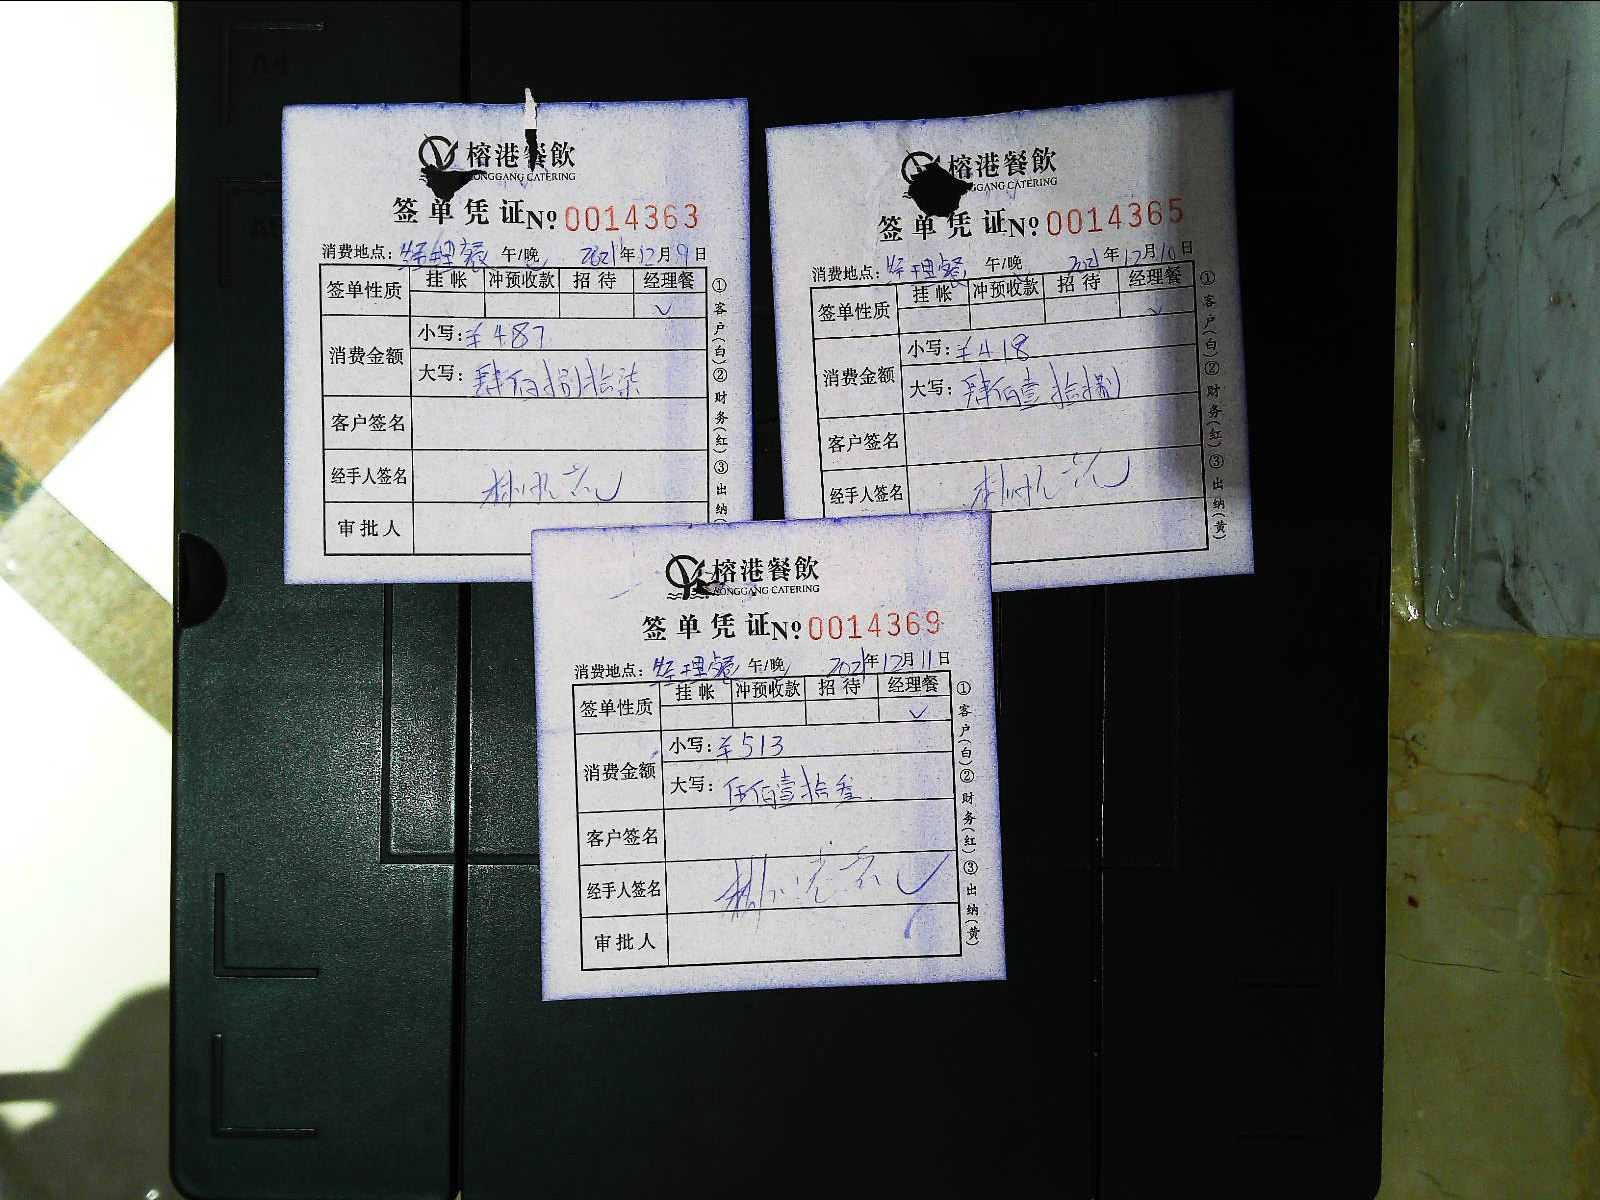 榕港餐飲
RONGGANG CATERING
签单凭证No 0014363
消费地点：经理餐 午/晚 2021年12月9日
签单性质 挂帐 冲预收款 招待 经理餐
✓
消费金额 小写：¥487
大写：肆佰捌拾柒
客户签名
经手人签名
审批人
①客户(白)②财务(红)③出纳(
榕港餐飲
GGANG CATERING
签单凭证No 0014365
消费地点：经理餐 午/晚 2021年12月10日
签单性质 挂帐 冲预收款 招待 经理餐
✓
消费金额 小写：¥418
大写：肆佰壹拾捌
客户签名
经手人签名
①客户(白)②财务(红)③出纳(黄)
榕港餐飲
RONGGANG CATERING
签单凭证No 0014369
消费地点：经理餐 午/晚 2021年12月11日
签单性质 挂帐 冲预收款 招待 经理餐
✓
消费金额 小写：¥513
大写：伍佰壹拾叁
客户签名
经手人签名
审批人
①客户(白)②财务(红)③出纳(黄)
A4